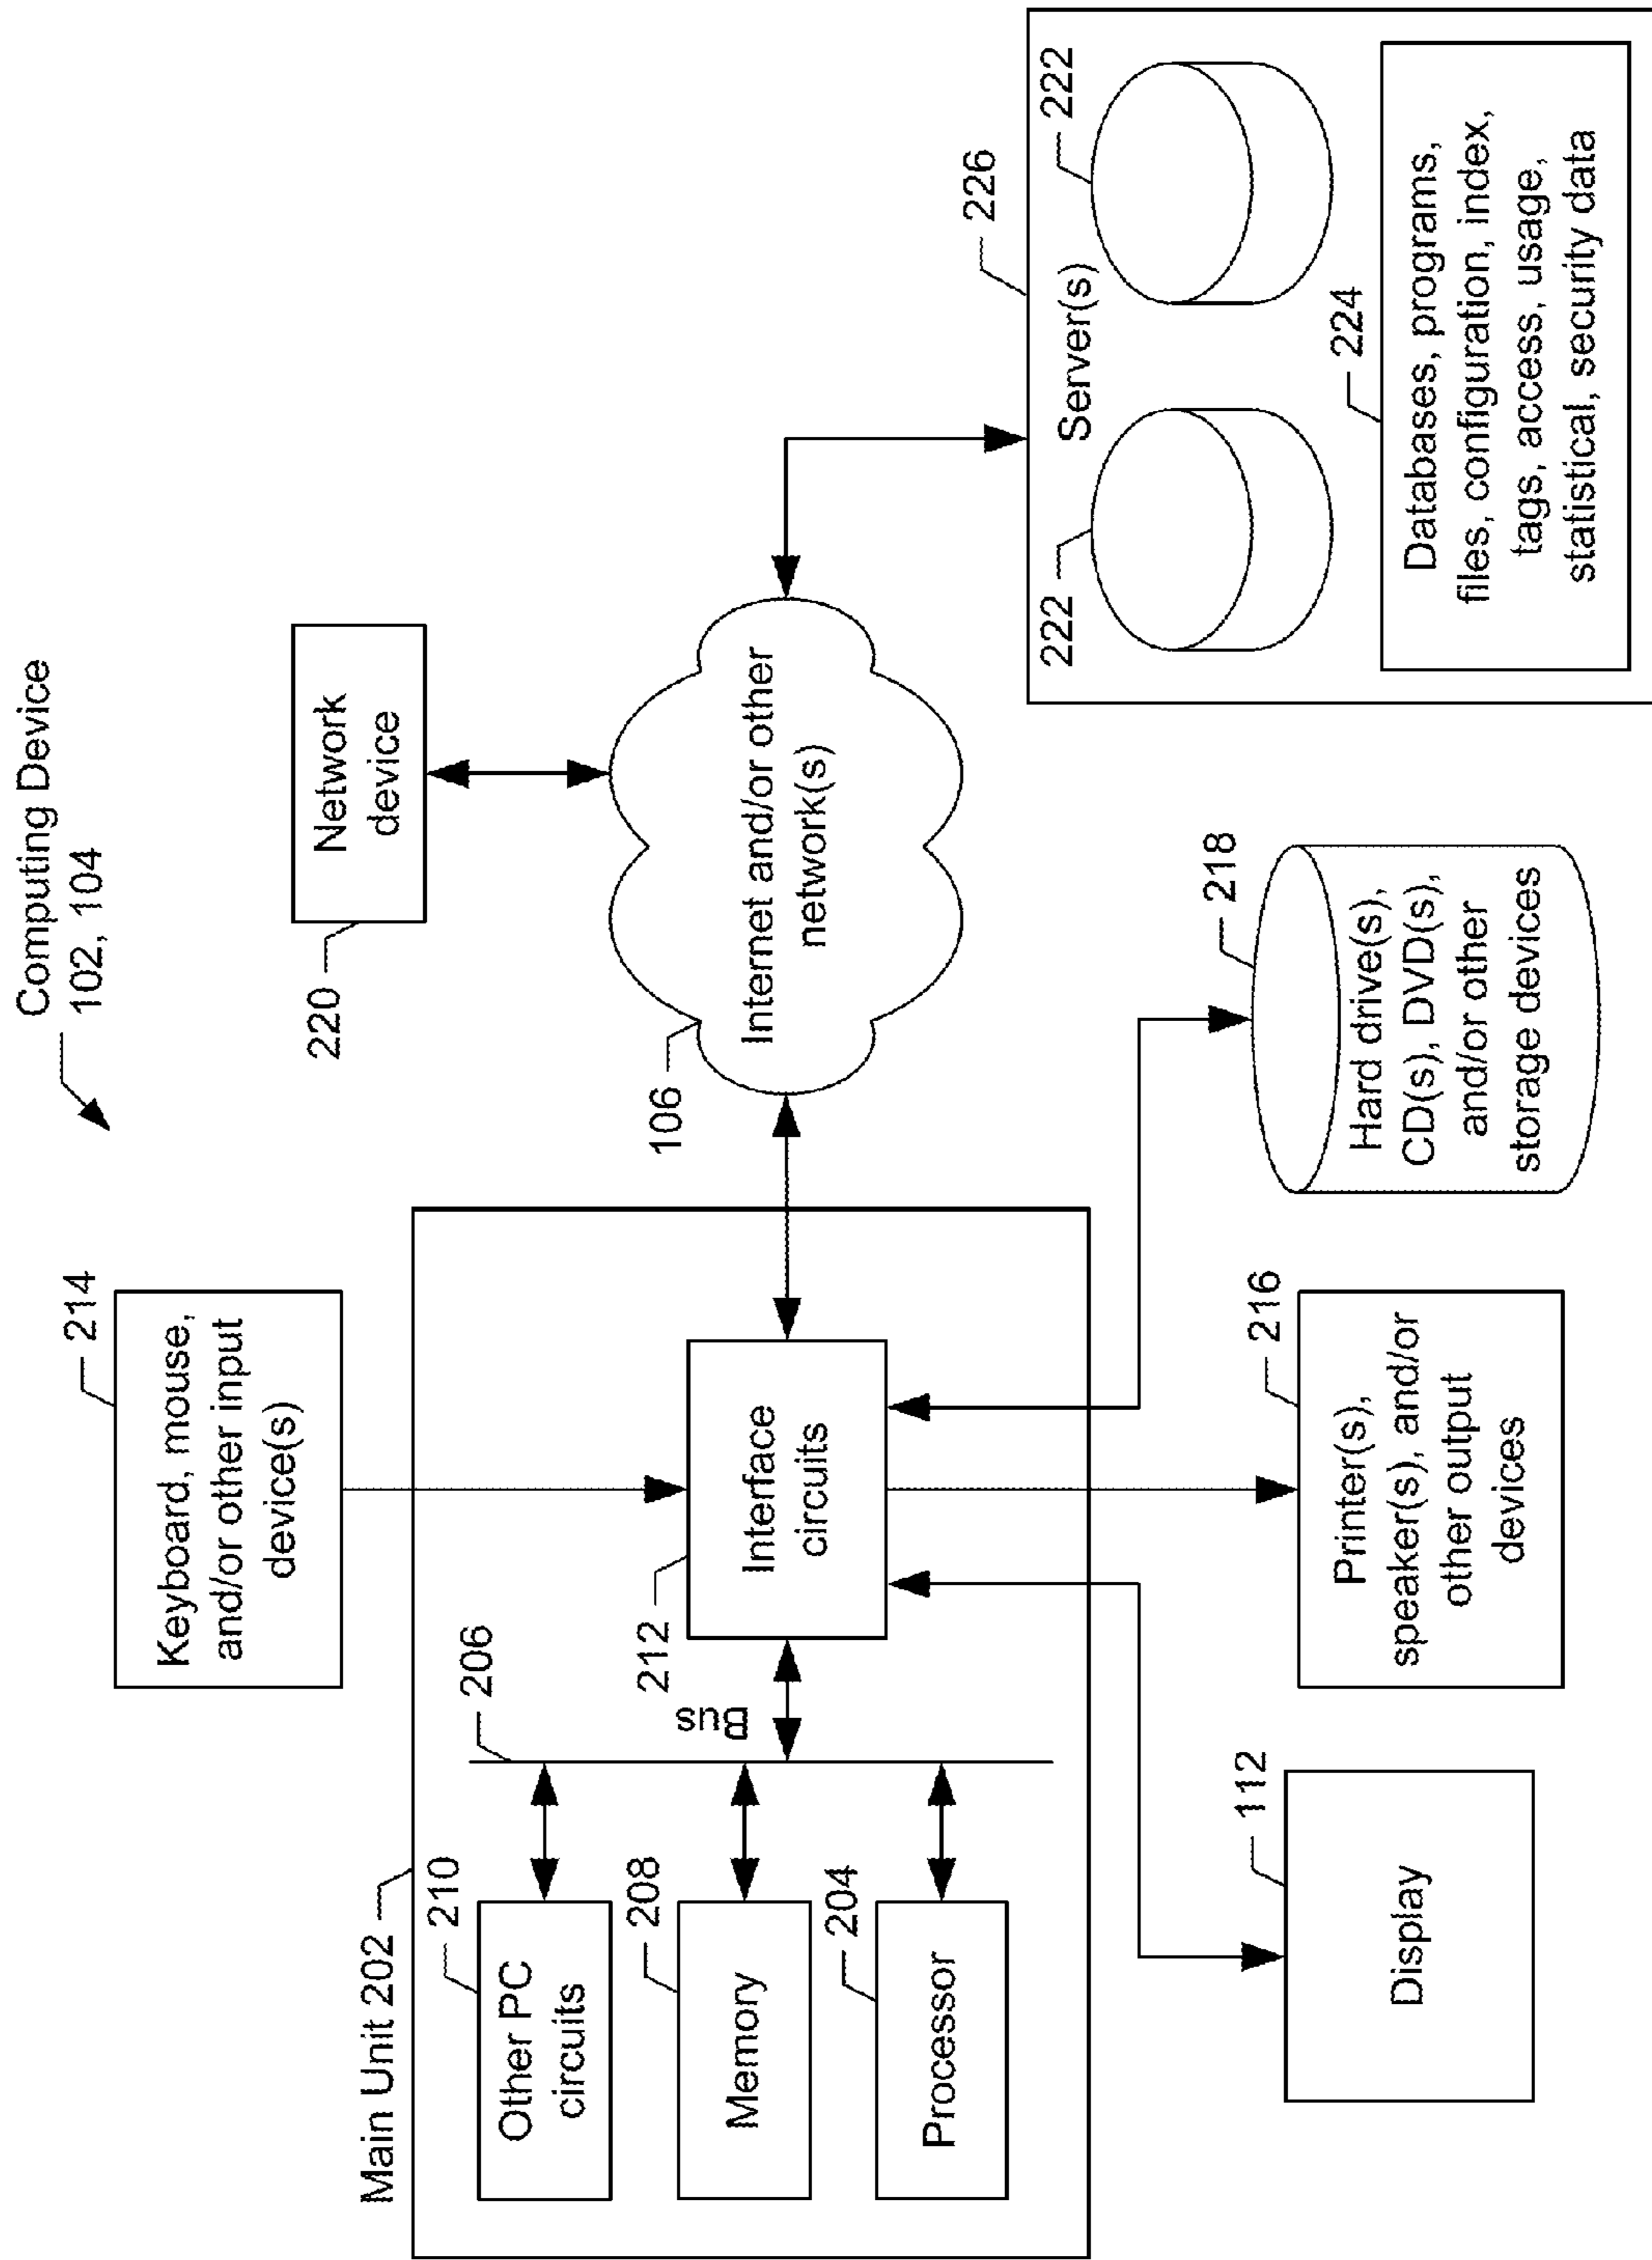 Computing Device
102, 104
214
Keyboard, mouse,
and/or other input
device(s)
220
Network
device
Main Unit 202
210
Other PC
circuits
208
Memory
204
Processor
206
Bus
212
Interface
circuits
106
Internet and/or other
network(s)
226
Server(s)
222
222
224
Databases, programs,
files, configuration, index,
tags, access, usage,
statistical, security data
112
Display
216
Printer(s),
speaker(s), and/or
other output
devices
218
Hard drive(s),
CD(s), DVD(s),
and/or other
storage devices